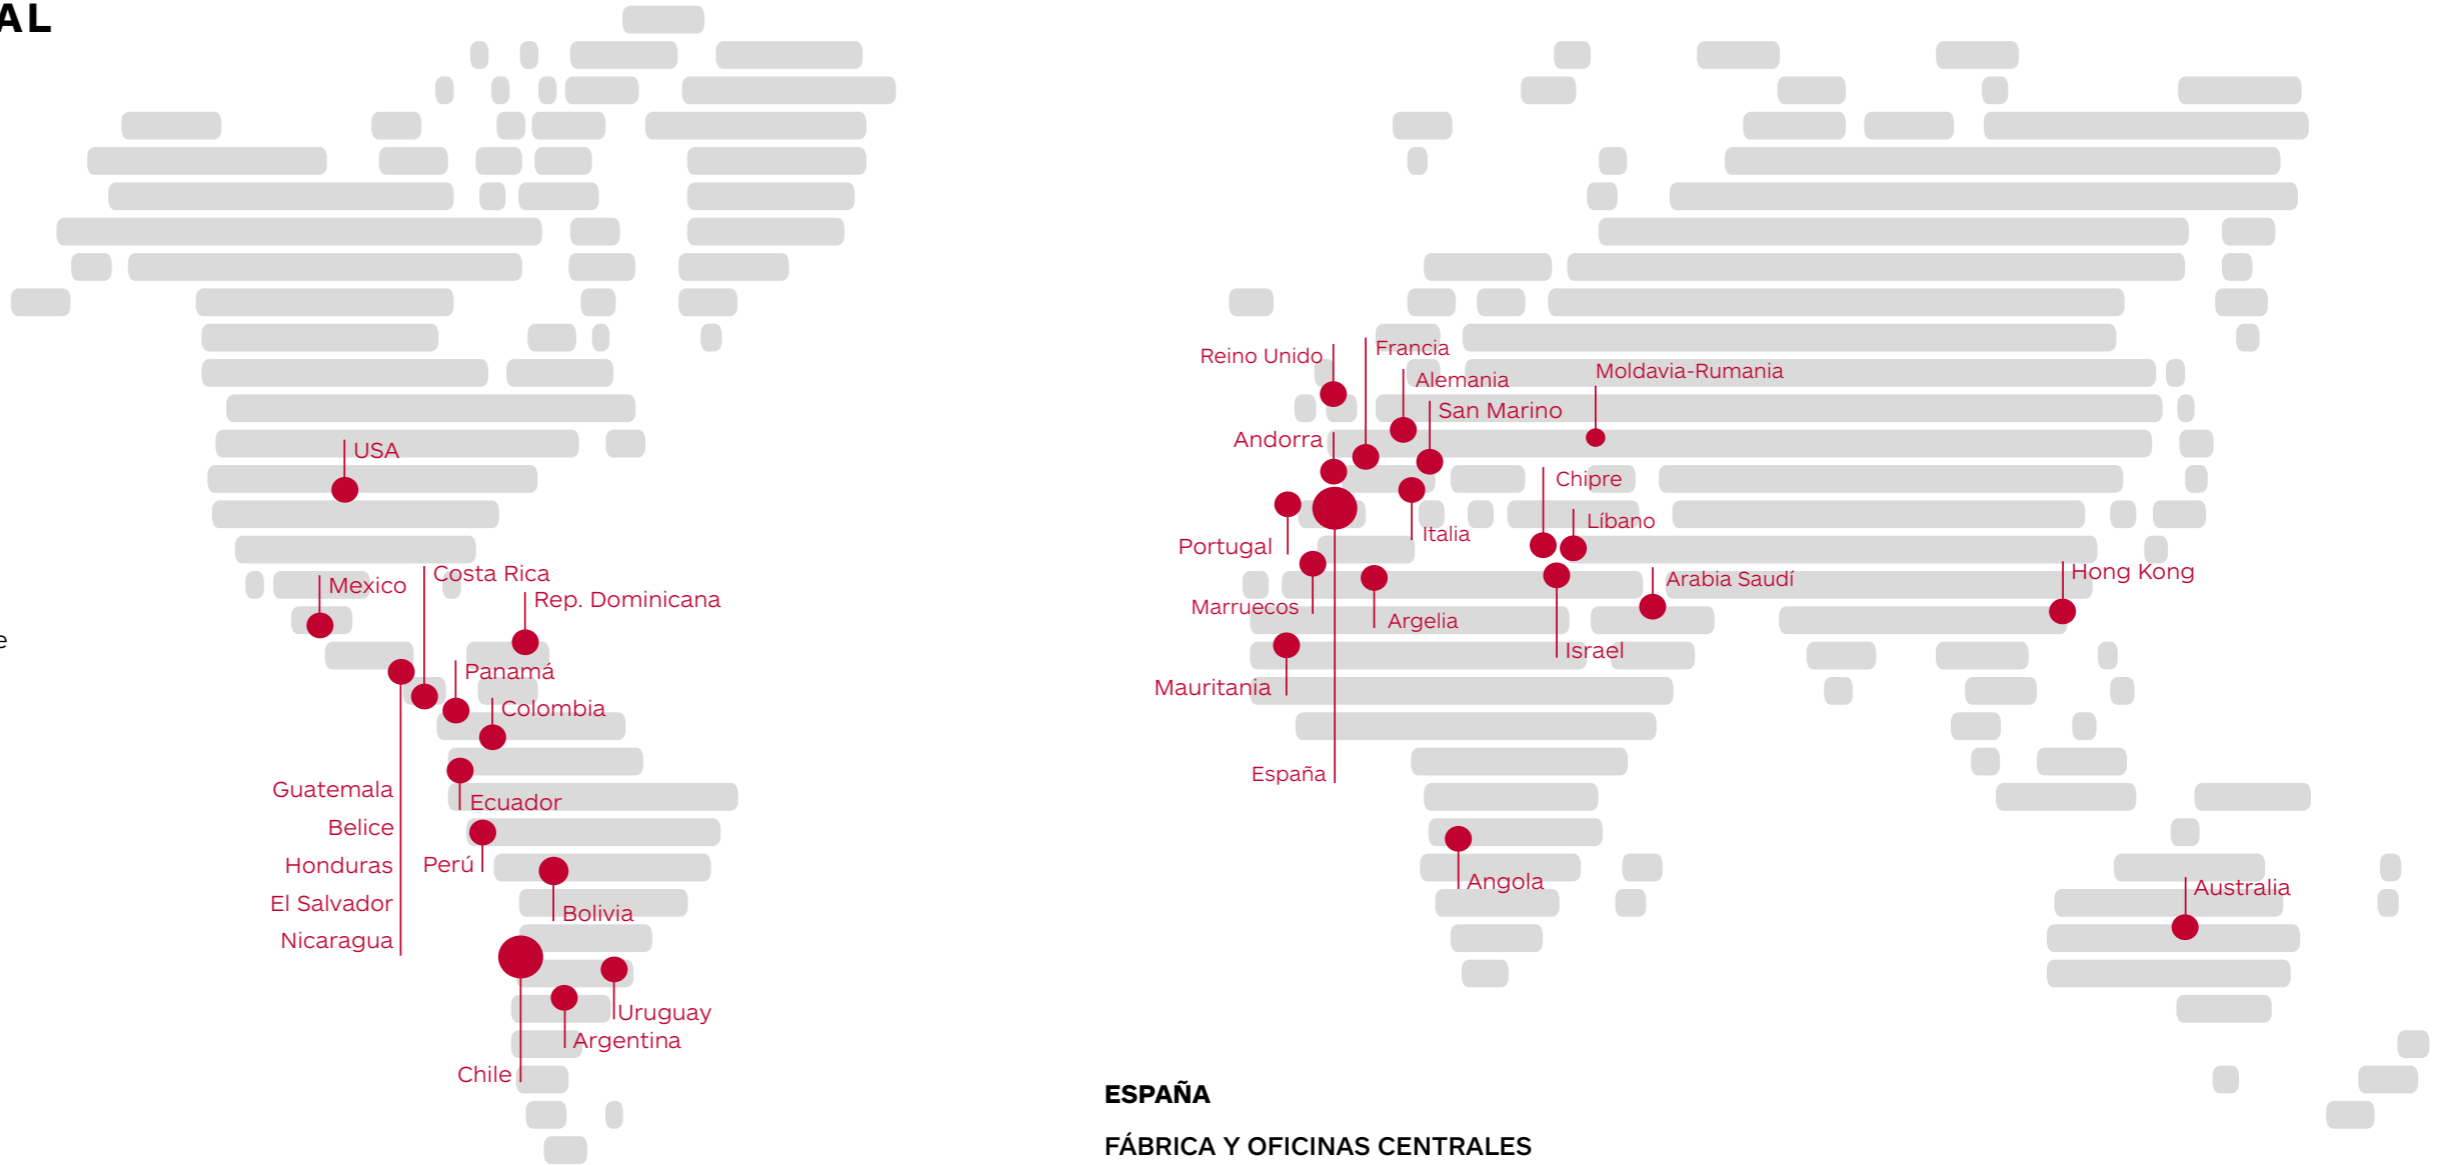 AL
e
USA
Mexico
Costa Rica
Rep. Dominicana
Panamá
Colombia
Guatemala
Belice
Honduras
El Salvador
Nicaragua
Ecuador
Perú
Bolivia
Uruguay
Argentina
Chile
Reino Unido
Francia
Alemania
Moldavia-Rumania
San Marino
Andorra
Chipre
Líbano
Italia
Portugal
Hong Kong
Arabia Saudí
Marruecos
Argelia
Israel
Mauritania
España
Angola
Australia
ESPAÑA
FÁBRICA Y OFICINAS CENTRALES